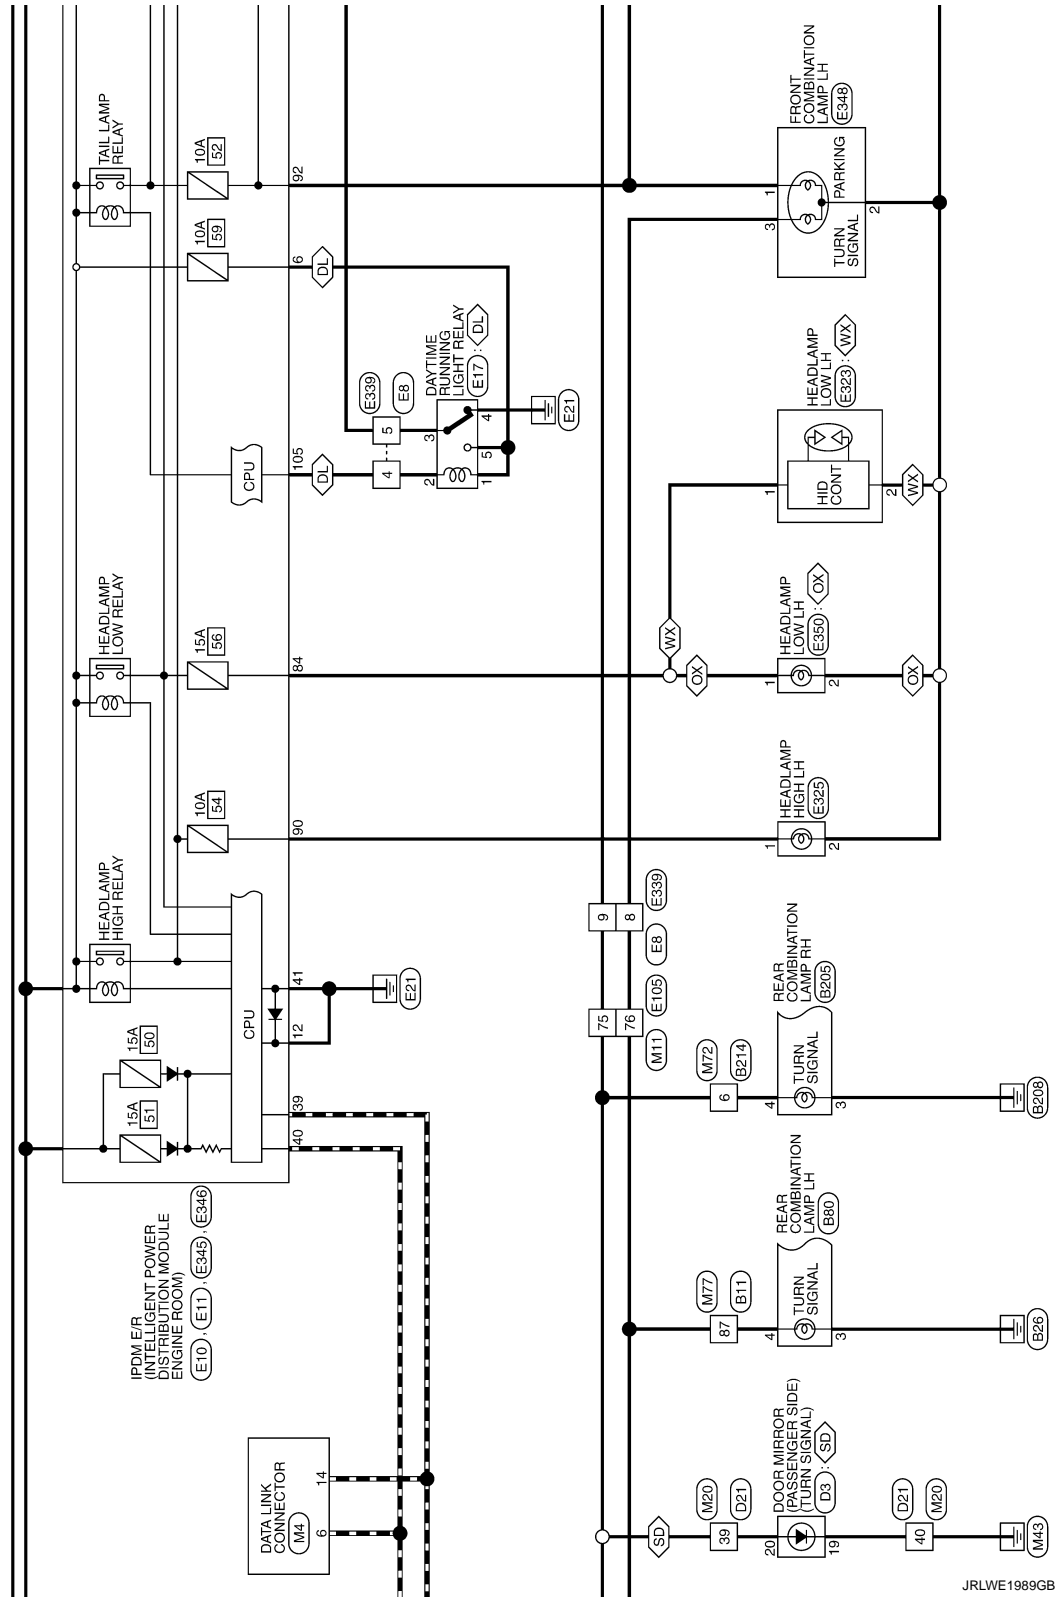 TAIL LAMP
RELAY
10A
52
92
10A
59
6
DL
FRONT
COMBINATION
LAMP LH
E348
1
3
PARKING
TURN
SIGNAL
2
DAYTIME
RUNNING
LIGHT RELAY
E17 : DL
E339
E8
5
3
4
E21
CPU
105
DL
4
2
5
1
HEADLAMP
LOW LH
E323 : WX
1
HID
CONT
2
WX
HEADLAMP
LOW RELAY
15A
56
84
WX
OX
HEADLAMP
LOW LH
E350 : OX
1
2
OX
10A
54
90
HEADLAMP
HIGH LH
E325
1
2
HEADLAMP
HIGH RELAY
CPU
41
12
E21
39
40
15A
50
15A
51
9
8
E339
E8
75
76
E105
M11
REAR
COMBINATION
LAMP RH
B205
M72
B214
6
4
TURN
SIGNAL
3
B208
IPDM E/R
(INTELLIGENT POWER
DISTRIBUTION MODULE
ENGINE ROOM)
E10 , E11 , E345 , E346
REAR
COMBINATION
LAMP LH
B80
M77
B11
87
4
TURN
SIGNAL
3
B26
DATA LINK
CONNECTOR
M4
14
6
SD
M20
D21
39
DOOR MIRROR
(PASSENGER SIDE)
(TURN SIGNAL)
D3 : SD
20
19
D21
M20
40
M43
JRLWE1989GB